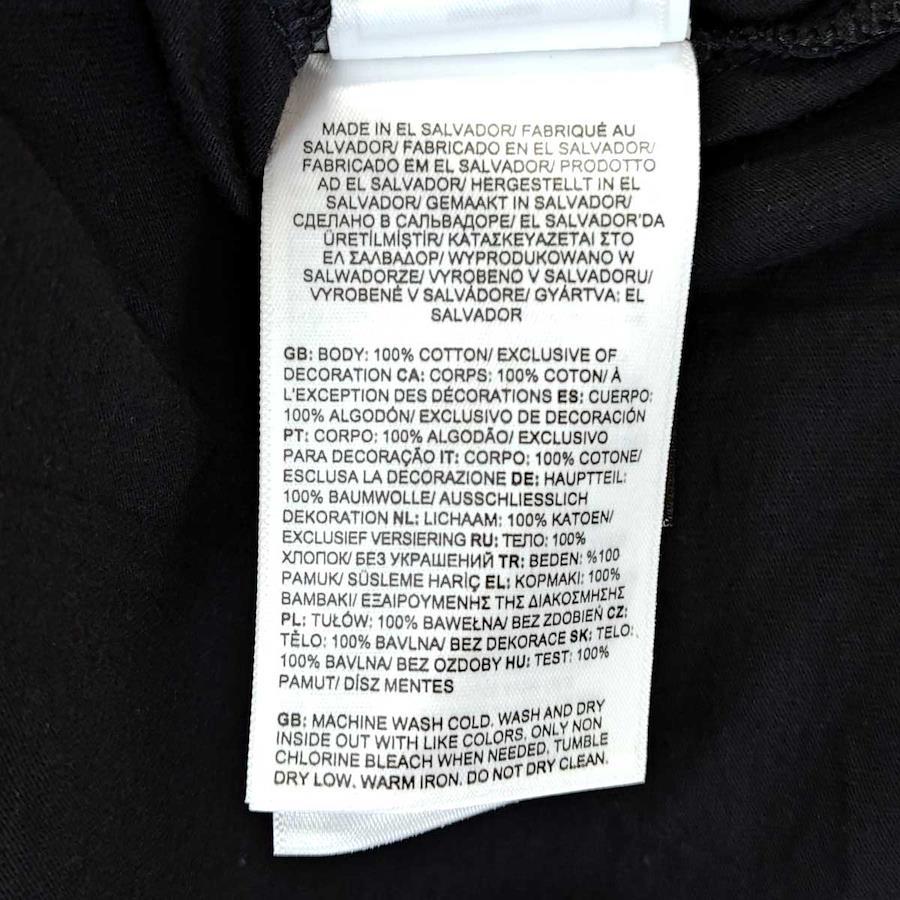 MADE IN EL SALVADOR/ FABRIQUÉ AU
SALVADOR/ FABRICADO EN EL SALVADOR/
FABRICADO EM EL SALVADOR/ PRODOTTO
AD EL SALVADOR/ HERGESTELLT IN EL
SALVADOR/ GEMAAKT IN SALVADOR/
СДЕЛАНО В САЛЬВАДОРЕ/ EL SALVADOR'DA
ÜRETİLMİŞTİR/ ΚΑΤΑΣΚΕΥΑΖΕΤΑΙ ΣΤΟ
ΕΛ ΣΑΛΒΑΔΟΡ/ WYPRODUKOWANO W
SALWADORZE/ VYROBENO V SALVADORU/
VYROBENÉ V SALVÁDORE/ GYÁRTVA: EL
SALVADOR
GB: BODY: 100% COTTON/ EXCLUSIVE OF
DECORATION CA: CORPS: 100% COTON/ À
L'EXCEPTION DES DÉCORATIONS ES: CUERPO:
100% ALGODÓN/ EXCLUSIVO DE DECORACIÓN
PT: CORPO: 100% ALGODÃO/ EXCLUSIVO
PARA DECORAÇÃO IT: CORPO: 100% COTONE/
ESCLUSA LA DECORAZIONE DE: HAUPTTEIL:
100% BAUMWOLLE/ AUSSCHLIESSLICH
DEKORATION NL: LICHAAM: 100% KATOEN/
EXCLUSIEF VERSIERING RU: ТЕЛО: 100%
ХЛОПОК/ БЕЗ УКРАШЕНИЙ TR: BEDEN: %100
PAMUK/ SÜSLEME HARİÇ EL: ΚΟΡΜΑΚΙ: 100%
ΒΑΜΒΑΚΙ/ ΕΞΑΙΡΟΥΜΕΝΗΣ ΤΗΣ ΔΙΑΚΟΣΜΗΣΗΣ
PL: TUŁÓW: 100% BAWEŁNA/ BEZ ZDOBIEŃ CZ:
TĚLO: 100% BAVLNA/ BEZ DEKORACE SK: TELO:
100% BAVLNA/ BEZ OZDOBY HU: TEST: 100%
PAMUT/ DÍSZ MENTES
GB: MACHINE WASH COLD. WASH AND DRY
INSIDE OUT WITH LIKE COLORS. ONLY NON
CHLORINE BLEACH WHEN NEEDED. TUMBLE
DRY LOW. WARM IRON. DO NOT DRY CLEAN.